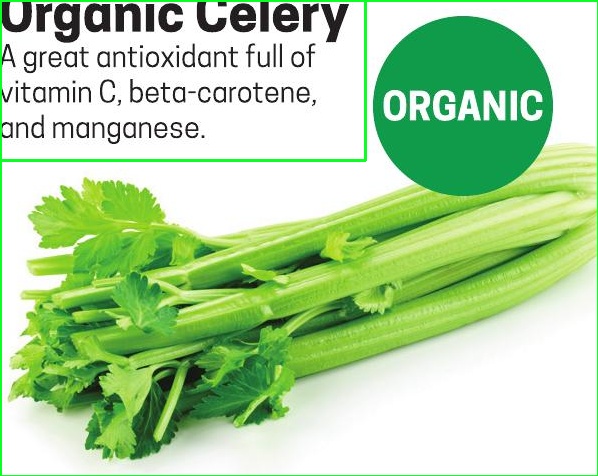 Organic Celery
A great antioxidant full of
vitamin C, beta-carotene,
and manganese.
ORGANIC